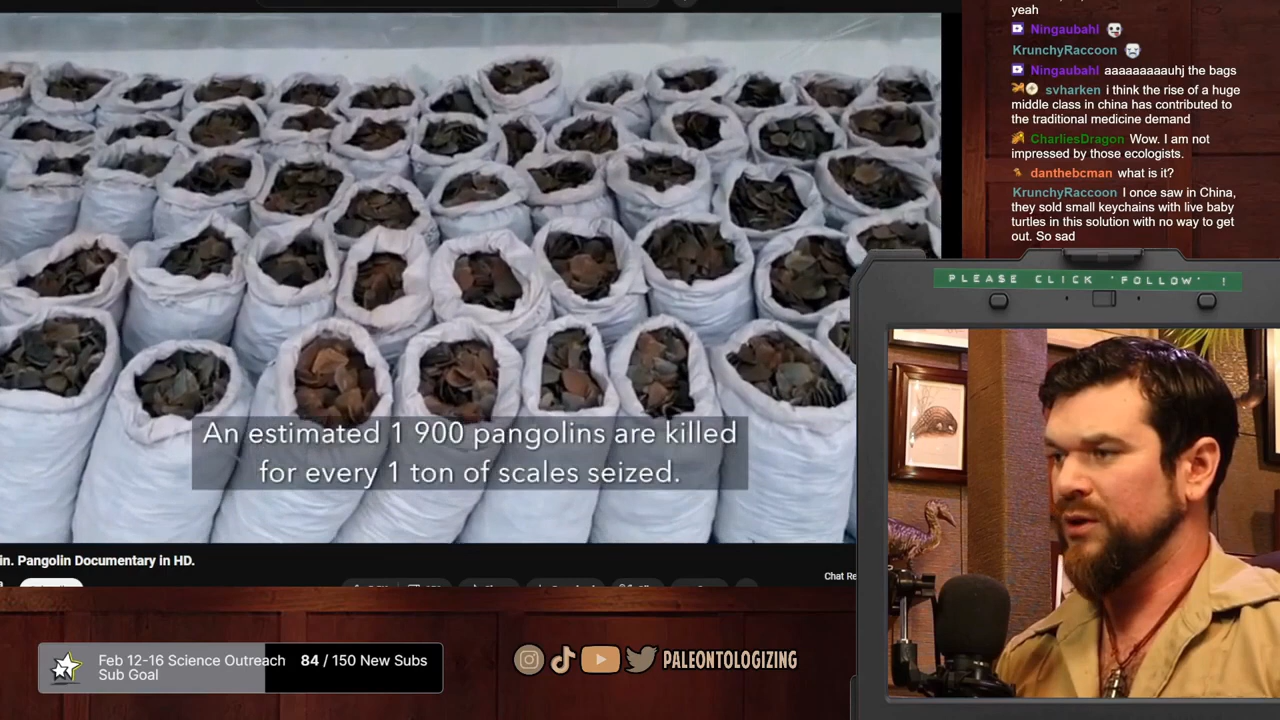 yeah
Ningaubahl
KrunchyRaccoon
Ningaubahl aaaaaaaaauhj the bags
svharken i think the rise of a huge
middle class in china has contributed to
the traditional medicine demand
CharliesDragon Wow. I am not
impressed by those ecologists.
danthebcman what is it?
KrunchyRaccoon I once saw in China,
they sold small keychains with live baby
turtles in this solution with no way to get
out. So sad
PLEASE CLICK 'FOLLOW' !
An estimated 1 900 pangolins are killed
for every 1 ton of scales seized.
in. Pangolin Documentary in HD.
Chat Re
Feb 12-16 Science Outreach 84 / 150 New Subs
Sub Goal
PALEONTOLOGIZING